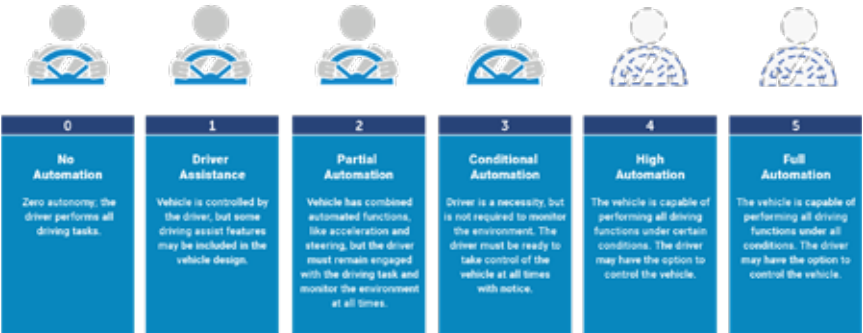 0
No
Automation
Zero autonomy; the
driver performs all
driving tasks.
1
Driver
Assistance
Vehicle is controlled by
the driver, but some
driving assist features
may be included in the
vehicle design.
2
Partial
Automation
Vehicle has combined
automated functions,
like acceleration and
steering, but the driver
must remain engaged
with the driving task and
monitor the environment
at all times.
3
Conditional
Automation
Driver is a necessity, but
is not required to monitor
the environment. The
driver must be ready to
take control of the
vehicle at all times
with notice.
4
High
Automation
The vehicle is capable of
performing all driving
functions under certain
conditions. The driver
may have the option to
control the vehicle.
5
Full
Automation
The vehicle is capable of
performing all driving
functions under all
conditions. The driver
may have the option to
control the vehicle.